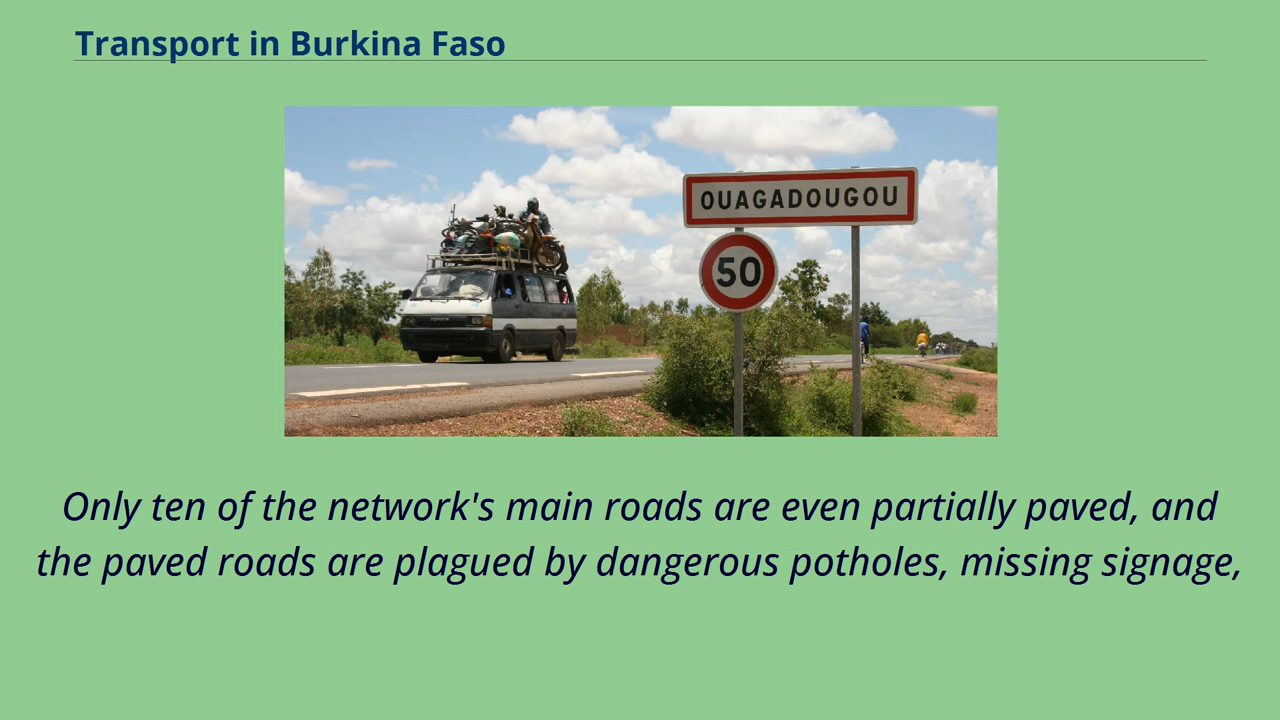 Transport in Burkina Faso
OUAGADOUGOU
50
TOYOTA
Only ten of the network's main roads are even partially paved, and
the paved roads are plagued by dangerous potholes, missing signage,